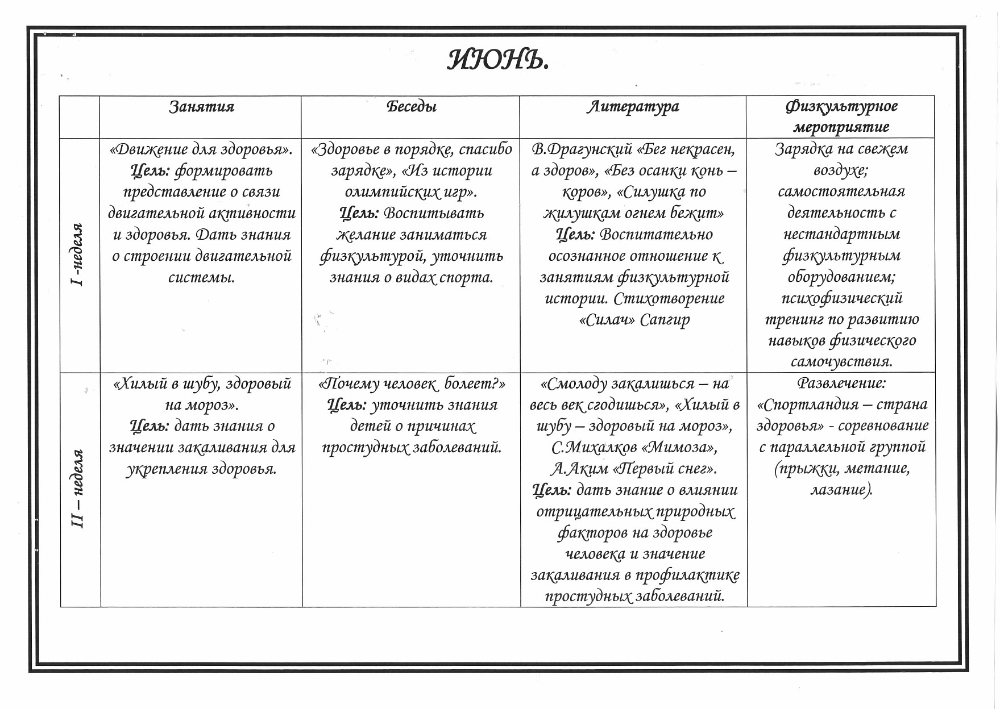 ИЮНЬ.
Занятия
Беседы
Литература
Физкультурное
мероприятие
I -неделя
«Движение для здоровья».
Цель: формировать
представление о связи
двигательной активности
и здоровья. Дать знания
о строении двигательной
системы.
«Здоровье в порядке, спасибо
зарядке», «Из истории
олимпийских игр».
Цель: Воспитывать
желание заниматься
физкультурой, уточнить
знания о видах спорта.
В.Драгунский «Бег некрасен,
а здоров», «Без осанки конь –
коров», «Силушка по
жилушкам огнем бежит»
Цель: Воспитательно
осознанное отношение к
занятиям физкультурной
истории. Стихотворение
«Силач» Сапгир
Зарядка на свежем
воздухе;
самостоятельная
деятельность с
нестандартным
физкультурным
оборудованием;
психофизический
тренинг по развитию
навыков физического
самочувствия.
II – неделя
«Хилый в шубу, здоровый
на мороз».
Цель: дать знания о
значении закаливания для
укрепления здоровья.
«Почему человек болеет?»
Цель: уточнить знания
детей о причинах
простудных заболеваний.
«Смолоду закалишься – на
весь век сгодишься», «Хилый в
шубу – здоровый на мороз»,
С.Михалков «Мимоза»,
А.Аким «Первый снег».
Цель: дать знание о влиянии
отрицательных природных
факторов на здоровье
человека и значение
закаливания в профилактике
простудных заболеваний.
Развлечение:
«Спортландия – страна
здоровья» - соревнование
с параллельной группой
(прыжки, метание,
лазание).